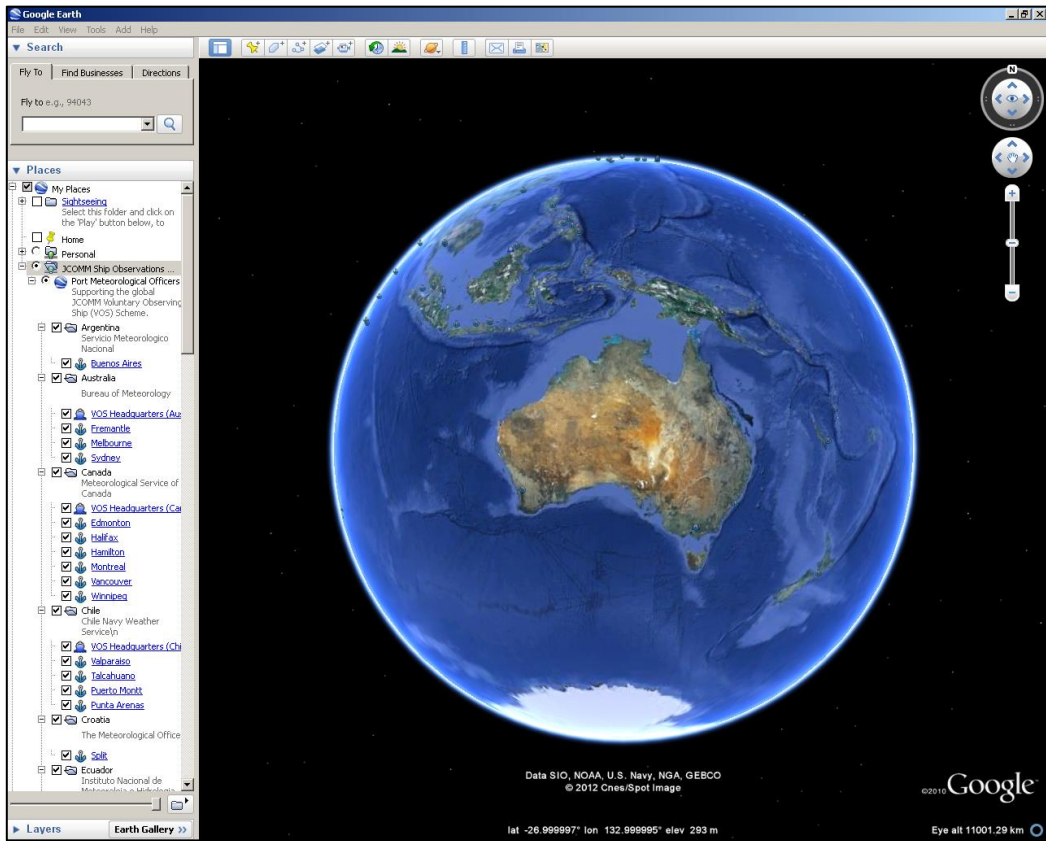 Google Earth
File Edit View Tools Add Help
Search
Fly To Find Businesses Directions
Fly to e.g., 94043
Places
My Places
Sightseeing
Select this folder and click on
the 'Play' button below, to
Home
Personal
JCOMM Ship Observations ...
Port Meteorological Officers
Supporting the global
JCOMM Voluntary Observing
Ship (VOS) Scheme.
Argentina
Servicio Meteorologico
Nacional
Buenos Aires
Australia
Bureau of Meteorology
VOS Headquarters (Aus
Fremantle
Melbourne
Sydney
Canada
Meteorological Service of
Canada
VOS Headquarters (Ca
Edmonton
Halifax
Hamilton
Montreal
Vancouver
Winnipeg
Chile
Chile Navy Weather
Service\n
VOS Headquarters (Chi
Valparaiso
Talcahuano
Puerto Montt
Punta Arenas
Croatia
The Meteorological Office
Split
Ecuador
Instituto Nacional de
Layers
Earth Gallery >>
N
Data SIO, NOAA, U.S. Navy, NGA, GEBCO
© 2012 Cnes/Spot Image
©2010 Google
lat -26.999997° lon 132.999995° elev 293 m
Eye alt 11001.29 km